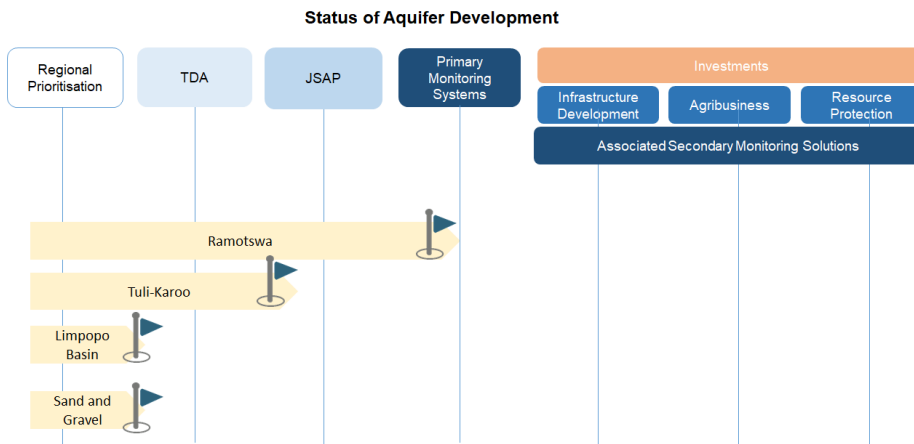 Status of Aquifer Development
Regional
Prioritisation
TDA
JSAP
Primary
Monitoring
Systems
Investments
Infrastructure
Development
Agribusiness
Resource
Protection
Associated Secondary Monitoring Solutions
Ramotswa
Tuli-Karoo
Limpopo
Basin
Sand and
Gravel